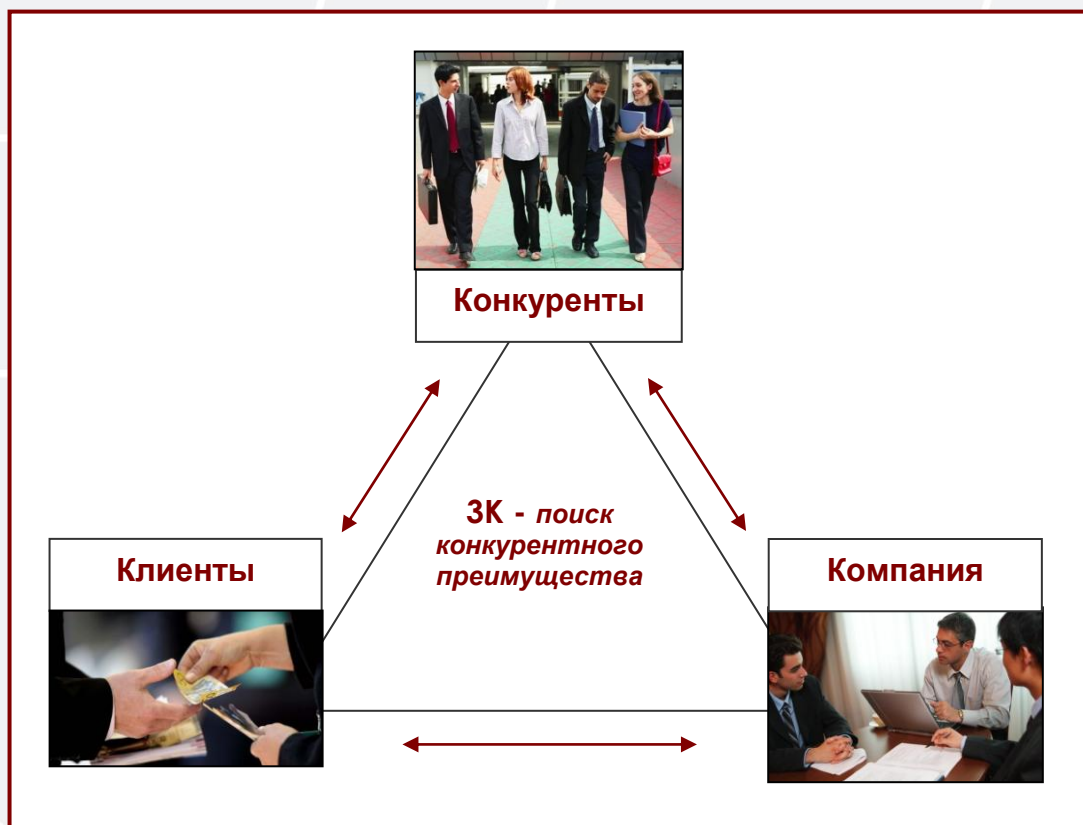 Конкуренты
3К - поиск
конкурентного
преимущества
Клиенты
Компания